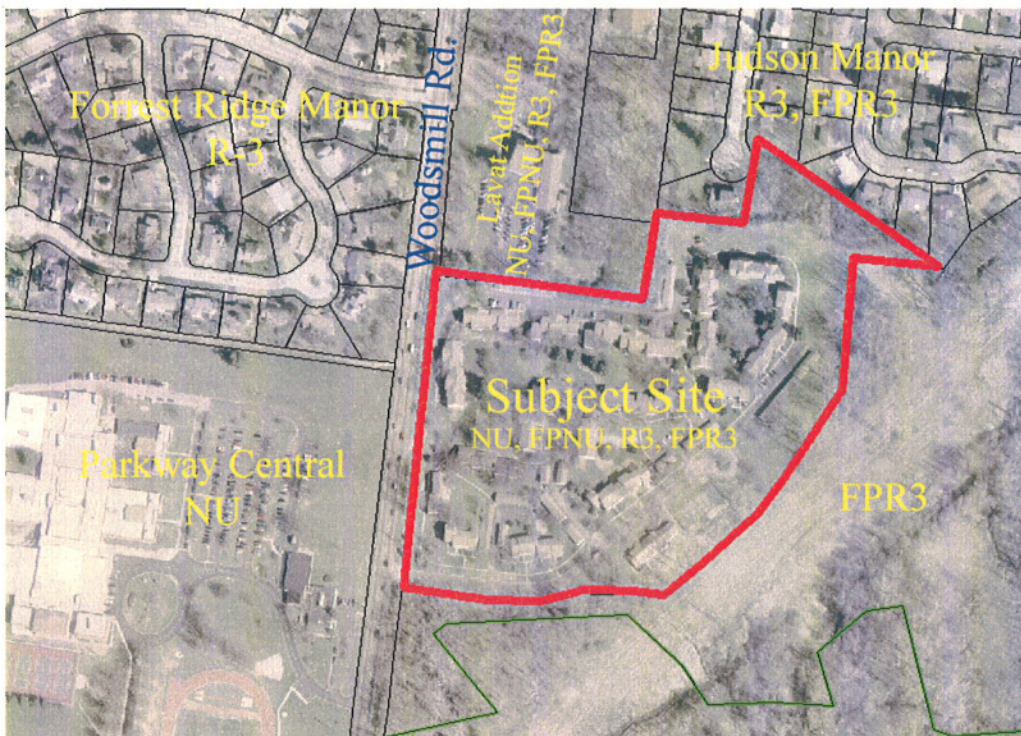 Forrest Ridge Manor
R-3
Woodsmill Rd.
Lavat Addtion
NU, FPNU, R3, FPR3
Judson Manor
R3, FPR3
Subject Site
NU, FPNU, R3, FPR3
Parkway Central
NU
FPR3